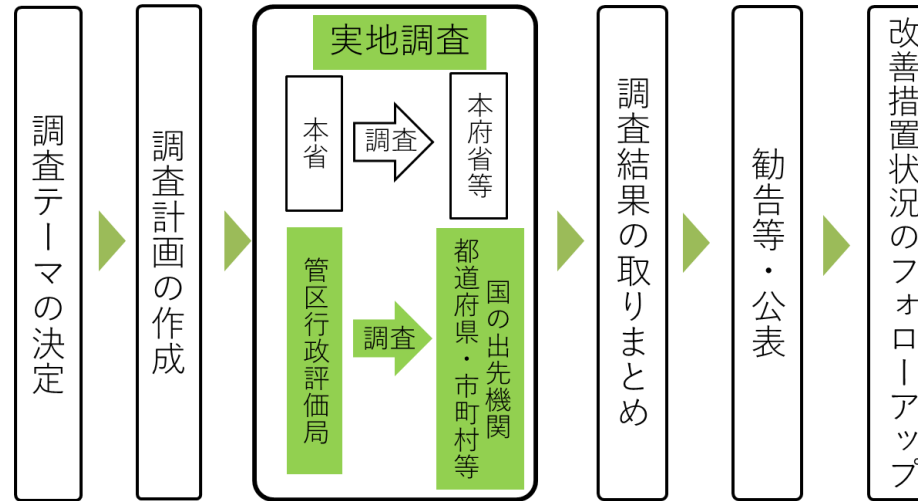 調査テーマの決定
調査計画の作成
実地調査
本省
調査
本府省等
管区行政評価局
調査
国の出先機関
都道府県・市町村等
調査結果の取りまとめ
勧告等・公表
改善措置状況のフォローアップ